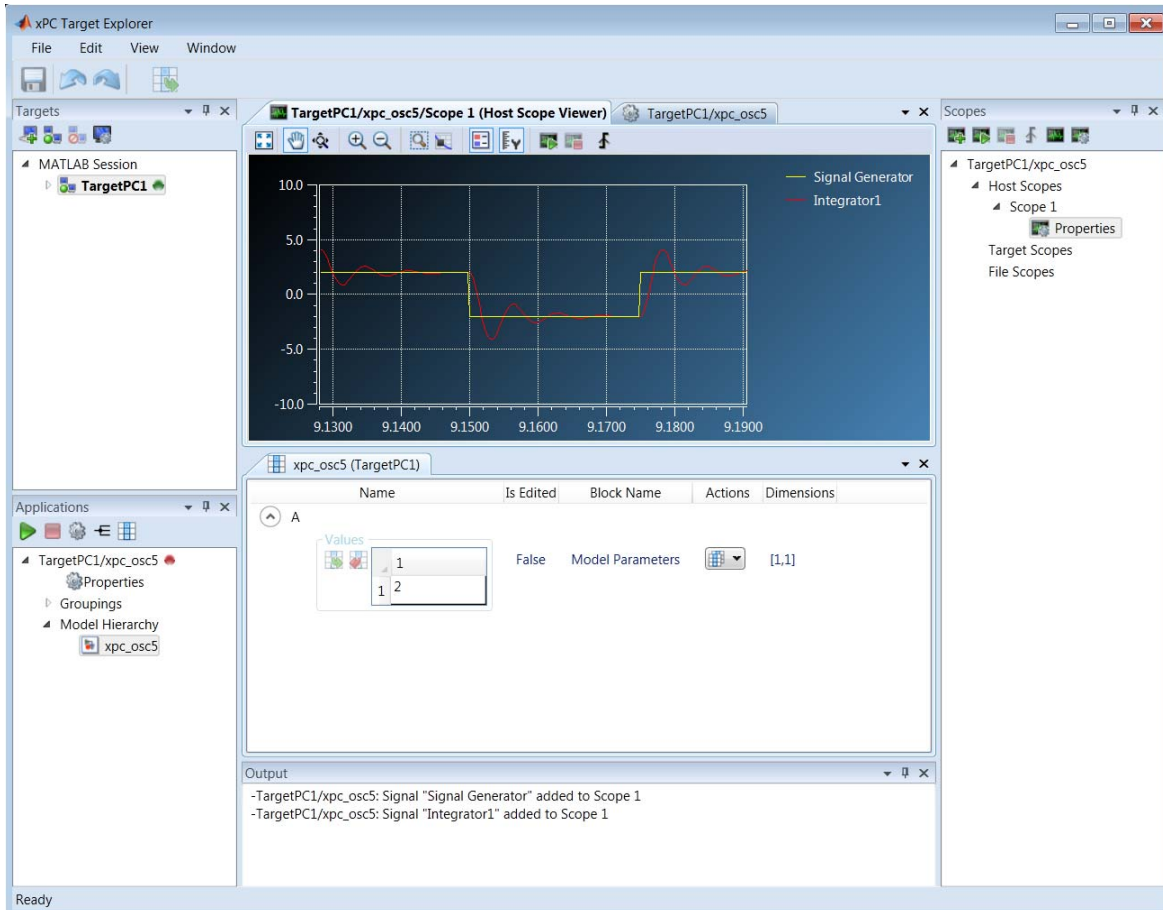 xPC Target Explorer
File Edit View Window
Targets
MATLAB Session
TargetPC1
TargetPC1/xpc_osc5/Scope 1 (Host Scope Viewer)
TargetPC1/xpc_osc5
Signal Generator
Integrator1
10.0
5.0
0.0
-5.0
-10.0
9.1300 9.1400 9.1500 9.1600 9.1700 9.1800 9.1900
Scopes
TargetPC1/xpc_osc5
Host Scopes
Scope 1
Properties
Target Scopes
File Scopes
xpc_osc5 (TargetPC1)
Name Is Edited Block Name Actions Dimensions
A
Values
1
1 2
False Model Parameters [1,1]
Applications
TargetPC1/xpc_osc5
Properties
Groupings
Model Hierarchy
xpc_osc5
Output
-TargetPC1/xpc_osc5: Signal "Signal Generator" added to Scope 1
-TargetPC1/xpc_osc5: Signal "Integrator1" added to Scope 1
Ready